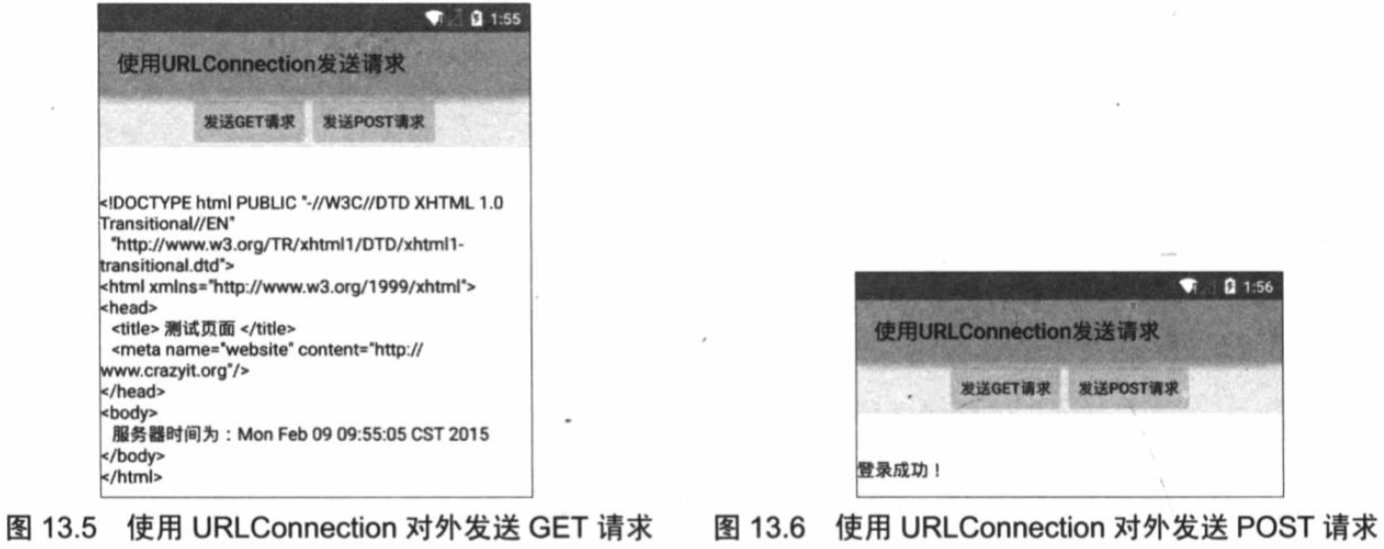 1:55
使用URLConnection发送请求
发送GET请求 发送POST请求
<!DOCTYPE html PUBLIC "-//W3C//DTD XHTML 1.0
Transitional//EN"
"http://www.w3.org/TR/xhtml1/DTD/xhtml1-
transitional.dtd">
<html xmlns="http://www.w3.org/1999/xhtml">
<head>
<title> 测试页面 </title>
<meta name="website" content="http://
www.crazyit.org"/>
</head>
<body>
服务器时间为：Mon Feb 09 09:55:05 CST 2015
</body>
</html>
图 13.5 使用 URLConnection 对外发送 GET 请求
1:56
使用URLConnection发送请求
发送GET请求 发送POST请求
登录成功！
图 13.6 使用 URLConnection 对外发送 POST 请求